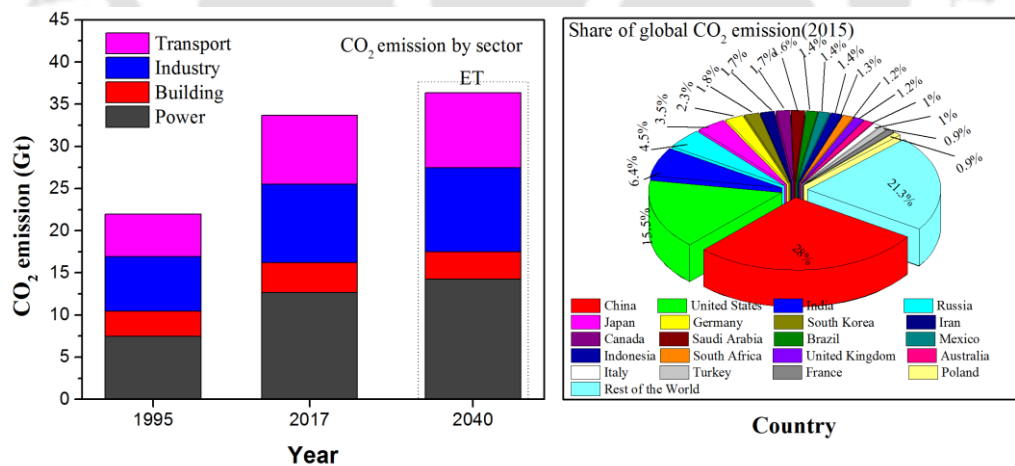 CO2 emission by sector
ET
Transport
Industry
Building
Power
45
40
35
30
25
20
15
10
5
0
CO2 emission (Gt)
1995
2017
2040
Year
Share of global CO2 emission(2015)
28%
15.5%
6.4%
4.5%
3.5%
2.3%
1.8%
1.7%
1.7%
1.6%
1.4%
1.4%
1.4%
1.3%
1.2%
1.2%
1%
1%
0.9%
0.9%
21.3%
China United States India Russia
Japan Germany South Korea Iran
Canada Saudi Arabia Brazil Mexico
Indonesia South Africa United Kingdom Australia
Italy Turkey France Poland
Rest of the World
Country